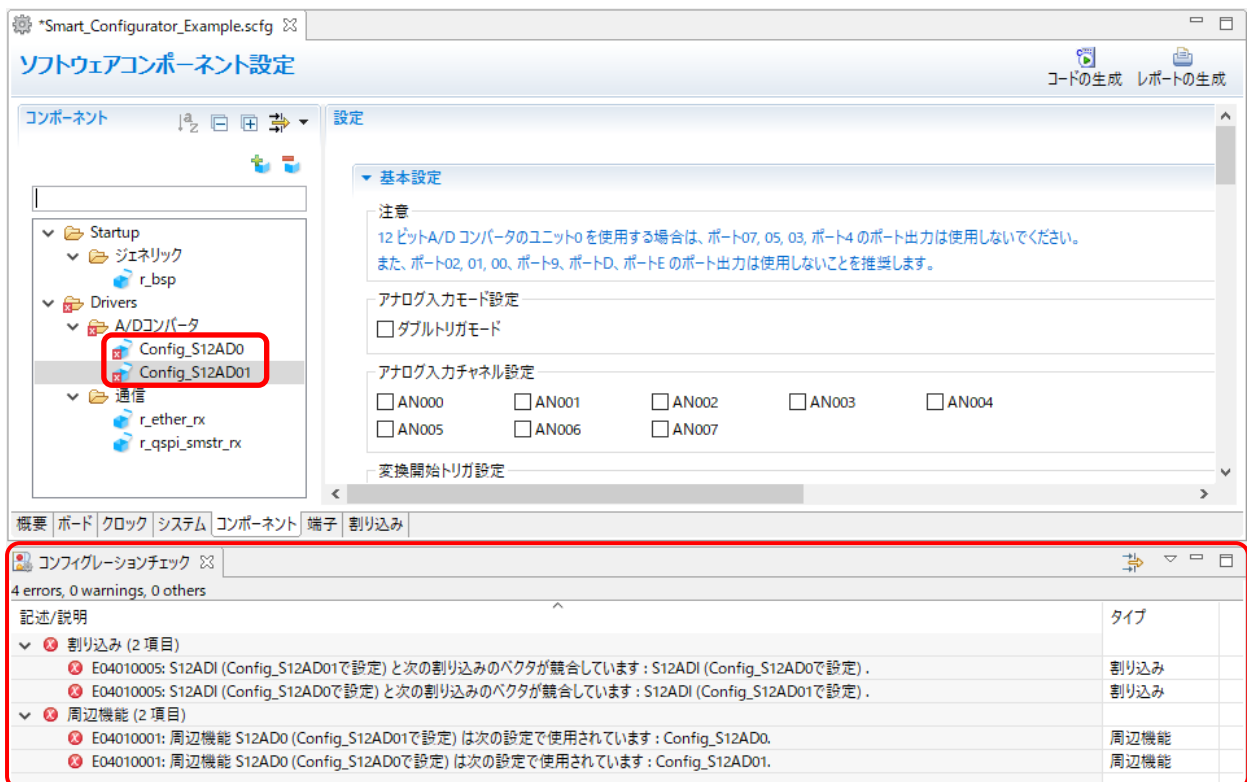 *Smart_Configurator_Example.scfg
ソフトウェアコンポーネント設定
コードの生成 レポートの生成
コンポーネント
設定
基本設定
注意
12 ビットA/D コンバータのユニット0 を使用する場合は、ポート07, 05, 03, ポート4 のポート出力は使用しないでください。
また、ポート02, 01, 00、ポート9、ポートD、ポートE のポート出力は使用しないことを推奨します。
アナログ入力モード設定
ダブルトリガモード
アナログ入力チャネル設定
AN000 AN001 AN002 AN003 AN004
AN005 AN006 AN007
変換開始トリガ設定
Startup
ジェネリック
r_bsp
Drivers
A/Dコンバータ
Config_S12AD0
Config_S12AD01
通信
r_ether_rx
r_qspi_smstr_rx
概要 ボード クロック システム コンポーネント 端子 割り込み
コンフィグレーションチェック
4 errors, 0 warnings, 0 others
記述/説明 タイプ
割り込み (2 項目)
E04010005: S12ADI (Config_S12AD01で設定) と次の割り込みのベクタが競合しています : S12ADI (Config_S12AD0で設定) . 割り込み
E04010005: S12ADI (Config_S12AD0で設定) と次の割り込みのベクタが競合しています : S12ADI (Config_S12AD01で設定) . 割り込み
周辺機能 (2 項目)
E04010001: 周辺機能 S12AD0 (Config_S12AD01で設定) は次の設定で使用されています : Config_S12AD0. 周辺機能
E04010001: 周辺機能 S12AD0 (Config_S12AD0で設定) は次の設定で使用されています : Config_S12AD01. 周辺機能